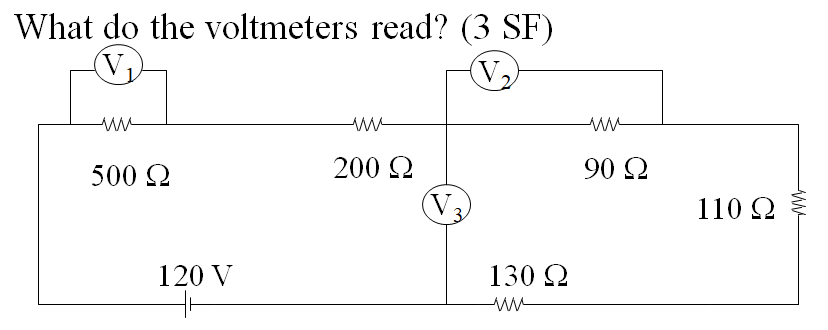 What do the voltmeters read? (3 SF)
V₁
V₂
500 Ω
200 Ω
90 Ω
V₃
110 Ω
120 V
130 Ω